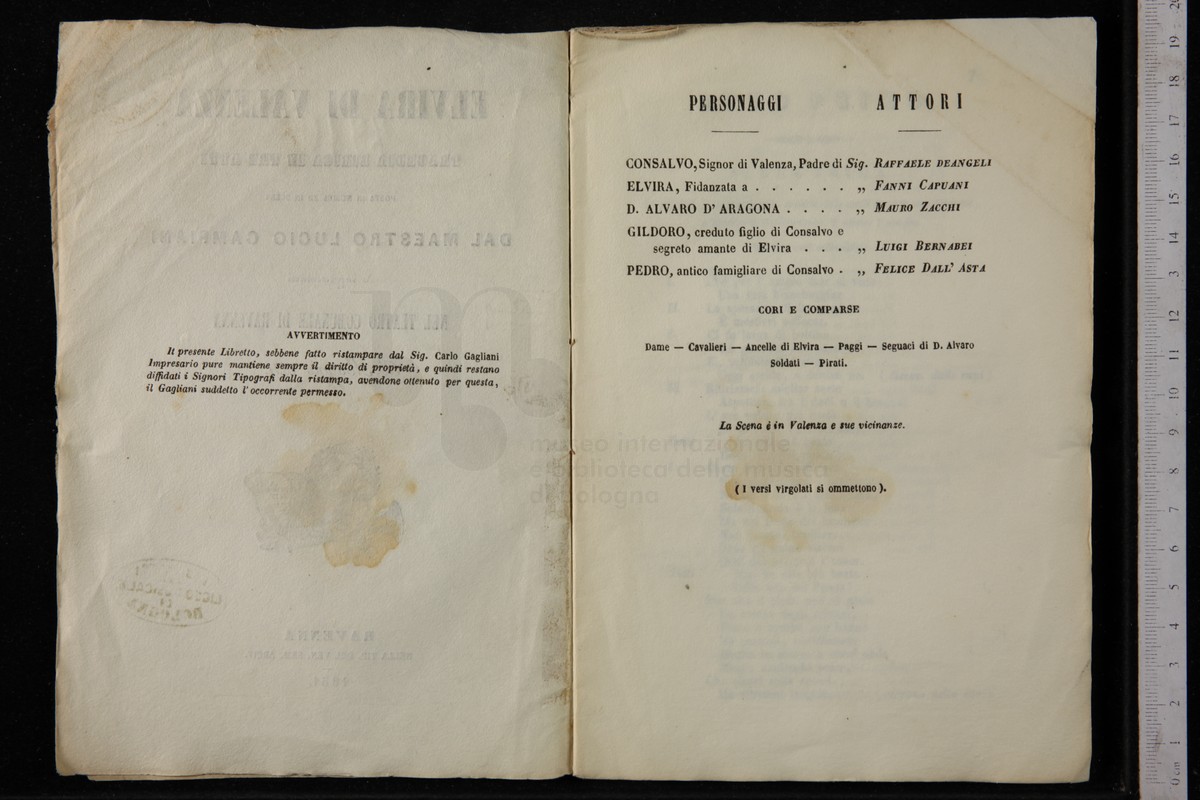 AVVERTIMENTO
Il presente Libretto, sebbene fatto ristampare dal Sig. Carlo Gagliani
Impresario pure mantiene sempre il diritto di proprietà, e quindi restano
diffidati i Signori Tipografi dalla ristampa, avendone ottenuto per questa,
il Gagliani suddetto l' occorrente permesso.
PERSONAGGI ATTORI
CONSALVO, Signor di Valenza, Padre di Sig. RAFFAELE DEANGELI
ELVIRA, Fidanzata a . . . . . . „ FANNI CAPUANI
D. ALVARO D' ARAGONA . . . . „ MAURO ZACCHI
GILDORO, creduto figlio di Consalvo e
segreto amante di Elvira . . . „ LUIGI BERNABEI
PEDRO, antico famigliare di Consalvo . „ FELICE DALL' ASTA
CORI E COMPARSE
Dame — Cavalieri — Ancelle di Elvira — Paggi — Seguaci di D. Alvaro
Soldati — Pirati.
La Scena é in Valenza e sue vicinanze.
( I versi virgolati si ommettono ).
museo internazionale
e biblioteca della musica
di bologna